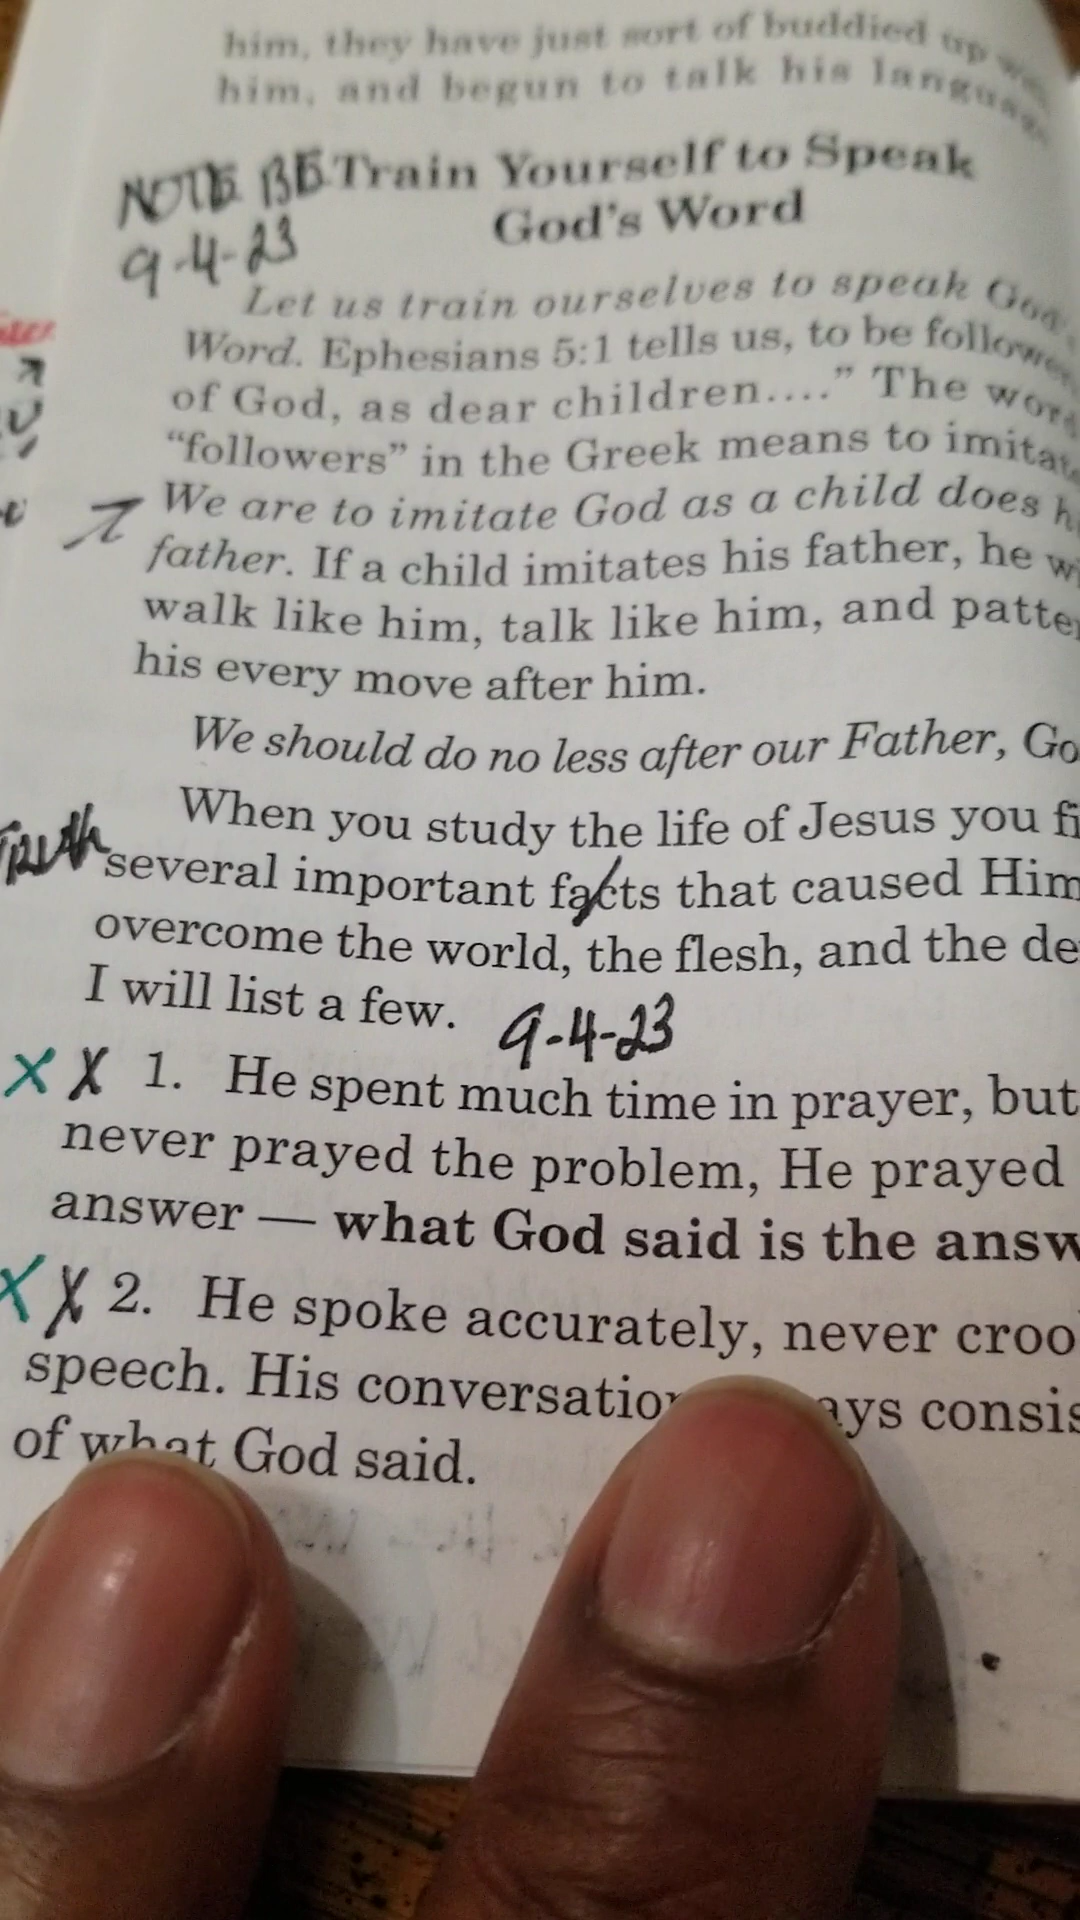 him, they have just sort of buddied up
him, and begun to talk his language
NOTE BE Train Yourself to Speak
God's Word
9-4-23
Let us train ourselves to speak God's
Word. Ephesians 5:1 tells us, to be follower
of God, as dear children...." The word
"followers" in the Greek means to imitate
We are to imitate God as a child does h
father. If a child imitates his father, he wi
walk like him, talk like him, and patter
his every move after him.
We should do no less after our Father, Go
When you study the life of Jesus you fi
TRUTH several important facts that caused Him
overcome the world, the flesh, and the de
I will list a few. 9-4-23
X X 1. He spent much time in prayer, but
never prayed the problem, He prayed
answer — what God said is the answ
X X 2. He spoke accurately, never croo
speech. His conversation ays consis
of what God said.